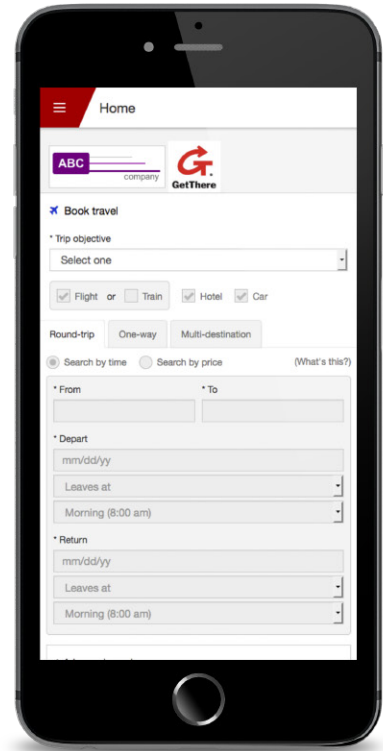 Home
ABC
company
GetThere
Book travel
* Trip objective
Select one
Flight or Train Hotel Car
Round-trip One-way Multi-destination
Search by time Search by price (What's this?)
* From * To
* Depart
mm/dd/yy
Leaves at
Morning (8:00 am)
* Return
mm/dd/yy
Leaves at
Morning (8:00 am)